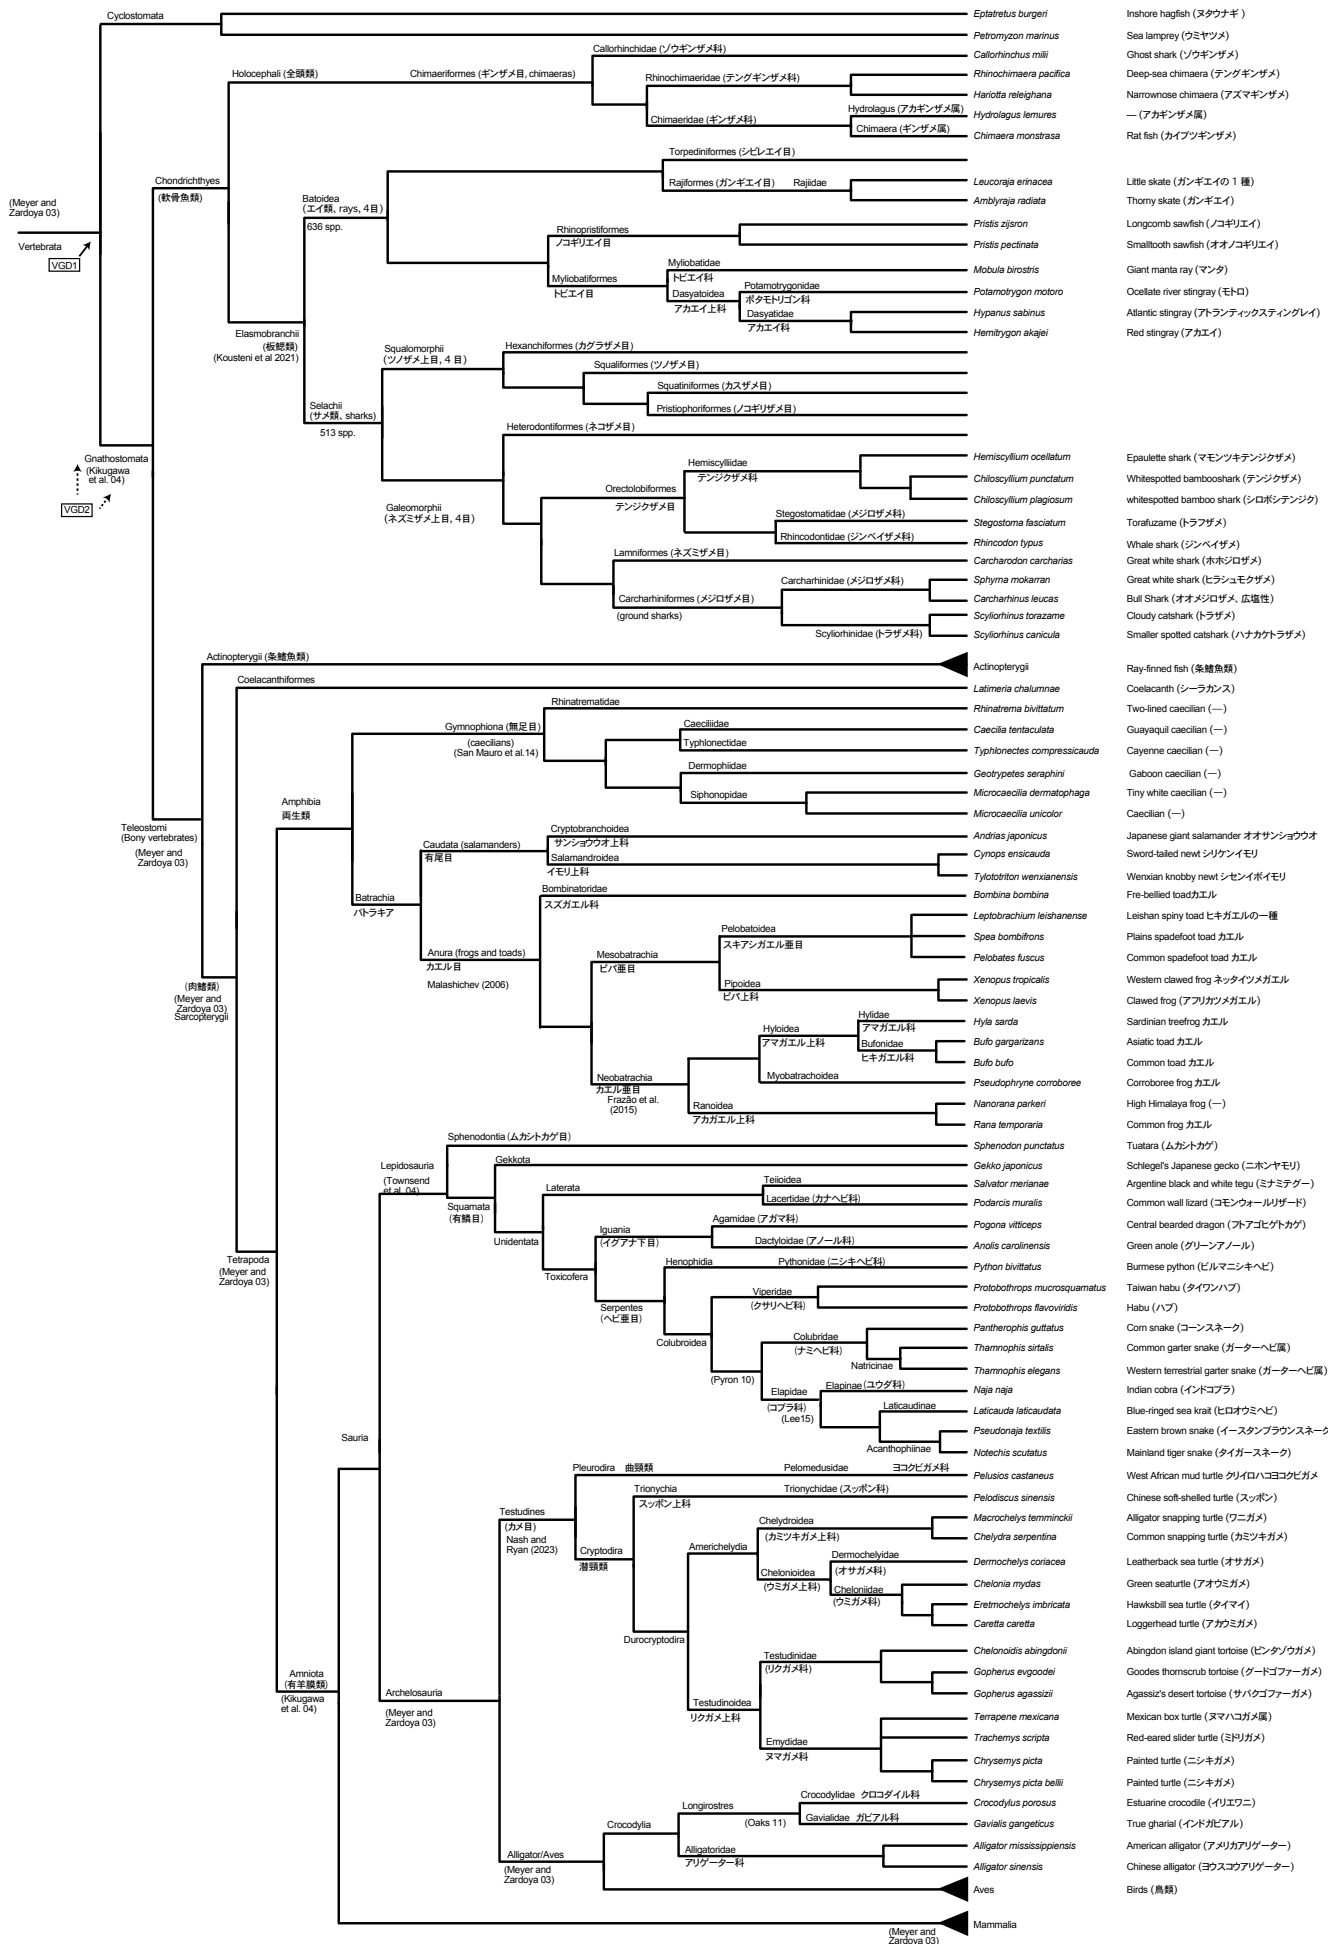 Cyclostomata
Eptatretus burgeri Inshore hagfish (ヌタウナギ )
Petromyzon marinus Sea lamprey (ウミヤツメ)
Callorhinchidae (ゾウギンザメ科)
Callorhinchus milii Ghost shark (ゾウギンザメ)
Holocephali (全頭類) Chimaeriformes (ギンザメ目, chimaeras)
Rhinochimaeridae (テングギンザメ科)
Rhinochimaera pacifica Deep-sea chimaera (テングギンザメ)
Hariotta releighana Narrownose chimaera (アズマギンザメ)
Hydrolagus (アカギンザメ属)
Hydrolagus lemures — (アカギンザメ属)
Chimaeridae (ギンザメ科)
Chimaera (ギンザメ属)
Chimaera monstrasa Rat fish (カイブツギンザメ)
Torpediniformes (シビレエイ目)
Chondrichthyes
(軟骨魚類)
Rajiformes (ガンギエイ目) Rajiidae
Leucoraja erinacea Little skate (ガンギエイの 1 種)
Amblyraja radiata Thorny skate (ガンギエイ)
(Meyer and
Zardoya 03)
Vertebrata
VGD1
Batoidea
(エイ類、rays, 4目)
636 spp.
Pristis zijsron Longcomb sawfish (ノコギリエイ)
Rhinopristiformes
ノコギリエイ目
Pristis pectinata Smalltooth sawfish (オオノコギリエイ)
Myliobatidae
トビエイ科
Mobula birostris Giant manta ray (マンタ)
Myliobatiformes
トビエイ目
Potamotrygonidae
ポタモトリゴン科
Potamotrygon motoro Ocellate river stingray (モトロ)
Dasyatoidea
アカエイ上科
Dasyatidae
アカエイ科
Hypanus sabinus Atlantic stingray (アトランティックスティングレイ)
Hemitrygon akajei Red stingray (アカエイ)
Elasmobranchii
(板鰓類)
(Kousteni et al 2021)
Squalomorphii
(ツノザメ上目, 4 目)
Hexanchiformes (カグラザメ目)
Squaliformes (ツノザメ目)
Squatiniformes (カスザメ目)
Pristiophoriformes (ノコギリザメ目)
Selachii
(サメ類、sharks)
513 spp.
Heterodontiformes (ネコザメ目)
Gnathostomata
(Kikugawa
et al. 04)
VGD2
Hemiscylliidae
テンジクザメ科
Hemiscyllium ocellatum Epaulette shark (マモンツキテンジクザメ)
Chiloscyllium punctatum Whitespotted bambooshark (テンジクザメ)
Chiloscyllium plagiosum whitespotted bamboo shark (シロボシテンジク)
Orectolobiformes
テンジクザメ目
Galeomorphii
(ネズミザメ上目, 4目)
Stegostomatidae (メジロザメ科)
Stegostoma fasciatum Torafuzame (トラフザメ)
Rhincodontidae (ジンベイザメ科)
Rhincodon typus Whale shark (ジンベイザメ)
Lamniformes (ネズミザメ目)
Carcharodon carcharias Great white shark (ホホジロザメ)
Carcharhinidae (メジロザメ科)
Sphyrna mokarran Great white shark (ヒラシュモクザメ)
Carcharhiniformes (メジロザメ目)
(ground sharks)
Carcharhinus leucas Bull Shark (オオメジロザメ、広塩性)
Scyliorhinus torazame Cloudy catshark (トラザメ)
Scyliorhinidae (トラザメ科)
Scyliorhinus canicula Smaller spotted catshark (ハナカケトラザメ)
Actinopterygii (条鰭魚類)
Actinopterygii Ray-finned fish (条鰭魚類)
Coelacanthiformes
Latimeria chalumnae Coelacanth (シーラカンス)
Rhinatrematidae
Rhinatrema bivittatum Two-lined caecilian (—)
Gymnophiona (無足目)
(caecilians)
(San Mauro et al.14)
Caeciliidae
Caecilia tentaculata Guayaquil caecilian (—)
Typhlonectidae
Typhlonectes compressicauda Cayenne caecilian (—)
Dermophiidae
Geotrypetes seraphini Gaboon caecilian (—)
Siphonopidae
Microcaecilia dermatophaga Tiny white caecilian (—)
Microcaecilia unicolor Caecilian (—)
Amphibia
両生類
Teleostomi
(Bony vertebrates)
(Meyer and
Zardoya 03)
Cryptobranchoidea
サンショウウオ上科
Andrias japonicus Japanese giant salamander オオサンショウウオ
Caudata (salamanders)
有尾目
Salamandroidea
イモリ上科
Cynops ensicauda Sword-tailed newt シリケンイモリ
Tylototriton wenxianensis Wenxian knobby newt シセンイボイモリ
Batrachia
バトラキア
Bombinatoridae
スズガエル科
Bombina bombina Fre-bellied toadカエル
Leptobrachium leishanense Leishan spiny toad ヒキガエルの一種
Pelobatoidea
スキアシガエル亜目
Spea bombifrons Plains spadefoot toad カエル
Pelobates fuscus Common spadefoot toad カエル
Anura (frogs and toads)
カエル目
Malashichev (2006)
Mesobatrachia
ピパ亜目
Pipoidea
ピパ上科
Xenopus tropicalis Western clawed frog ネッタイツメガエル
Xenopus laevis Clawed frog (アフリカツメガエル)
(肉鰭類)
(Meyer and
Zardoya 03)
Sarcopterygii
Hylidae
アマガエル科
Hyla sarda Sardinian treefrog カエル
Hyloidea
アマガエル上科
Bufonidae
ヒキガエル科
Bufo gargarizans Asiatic toad カエル
Bufo bufo Common toad カエル
Neobatrachia
カエル亜目
Frazão et al.
(2015)
Myobatrachoidea
Pseudophryne corroboree Corroboree frog カエル
Ranoidea
アカガエル上科
Nanorana parkeri High Himalaya frog (—)
Rana temporaria Common frog カエル
Sphenodontia (ムカシトカゲ目)
Sphenodon punctatus Tuatara (ムカシトカゲ)
Lepidosauria
(Townsend
et al. 04)
Gekkota
Gekko japonicus Schlegel's Japanese gecko (ニホンヤモリ)
Squamata
(有鱗目)
Laterata
Teiioidea
Salvator merianae Argentine black and white tegu (ミナミテグー)
Lacertidae (カナヘビ科)
Podarcis muralis Common wall lizard (コモンウォールリザード)
Unidentata
Iguania
(イグアナ下目)
Agamidae (アガマ科)
Pogona vitticeps Central bearded dragon (フトアゴヒゲトカゲ)
Dactyloidae (アノール科)
Anolis carolinensis Green anole (グリーンアノール)
Tetrapoda
(Meyer and
Zardoya 03)
Toxicofera
Henophidia Pythonidae (ニシキヘビ科)
Python bivittatus Burmese python (ビルマニシキヘビ)
Serpentes
(ヘビ亜目)
Viperidae
(クサリヘビ科)
Protobothrops mucrosquamatus Taiwan habu (タイワンハブ)
Protobothrops flavoviridis Habu (ハブ)
Colubroidea
Colubridae
(ナミヘビ科)
Pantherophis guttatus Corn snake (コーンスネーク)
Thamnophis sirtalis Common garter snake (ガーターヘビ属)
Natricinae
Thamnophis elegans Western terrestrial garter snake (ガーターヘビ属)
(Pyron 10)
Elapidae
(コブラ科)
(Lee15)
Elapinae (ユウダ科)
Naja naja Indian cobra (インドコブラ)
Laticaudinae
Laticauda laticaudata Blue-ringed sea krait (ヒロオウミヘビ)
Pseudonaja textilis Eastern brown snake (イースタンブラウンスネーク
Acanthophiinae
Notechis scutatus Mainland tiger snake (タイガースネーク)
Sauria
Pleurodira 曲頸類 Pelomedusidae ヨコクビガメ科
Pelusios castaneus West African mud turtle クリイロハコヨコクビガメ
Trionychia
スッポン上科
Trionychidae (スッポン科)
Pelodiscus sinensis Chinese soft-shelled turtle (スッポン)
Testudines
(カメ目)
Nash and
Ryan (2023)
Chelydroidea
(カミツキガメ上科)
Macrochelys temminckii Alligator snapping turtle (ワニガメ)
Chelydra serpentina Common snapping turtle (カミツキガメ)
Cryptodira
潜頸類
Americhelydia
Dermochelyidae
(オサガメ科)
Dermochelys coriacea Leatherback sea turtle (オサガメ)
Chelonioidea
(ウミガメ上科)
Cheloniidae
(ウミガメ科)
Chelonia mydas Green seaturtle (アオウミガメ)
Eretmochelys imbricata Hawksbill sea turtle (タイマイ)
Caretta caretta Loggerhead turtle (アカウミガメ)
Durocryptodira
Testudinidae
(リクガメ科)
Chelonoidis abingdonii Abingdon island giant tortoise (ピンタゾウガメ)
Gopherus evgoodei Goodes thornscrub tortoise (グードゴファーガメ)
Gopherus agassizii Agassiz's desert tortoise (サバクゴファーガメ)
Amniota
(有羊膜類)
(Kikugawa
et al. 04)
Archelosauria
(Meyer and
Zardoya 03)
Testudinoidea
リクガメ上科
Terrapene mexicana Mexican box turtle (ヌマハコガメ属)
Trachemys scripta Red-eared slider turtle (ミドリガメ)
Emydidae
ヌマガメ科
Chrysemys picta Painted turtle (ニシキガメ)
Chrysemys picta bellii Painted turtle (ニシキガメ)
Crocodylidae クロコダイル科
Crocodylus porosus Estuarine crocodile (イリエワニ)
Longirostres
(Oaks 11)
Gavialidae ガビアル科
Gavialis gangeticus True gharial (インドガビアル)
Crocodylia
Alligatoridae
アリゲーター科
Alligator mississippiensis American alligator (アメリカアリゲーター)
Alligator sinensis Chinese alligator (ヨウスコウアリゲーター)
Alligator/Aves
(Meyer and
Zardoya 03)
Aves Birds (鳥類)
Mammalia
(Meyer and
Zardoya 03)